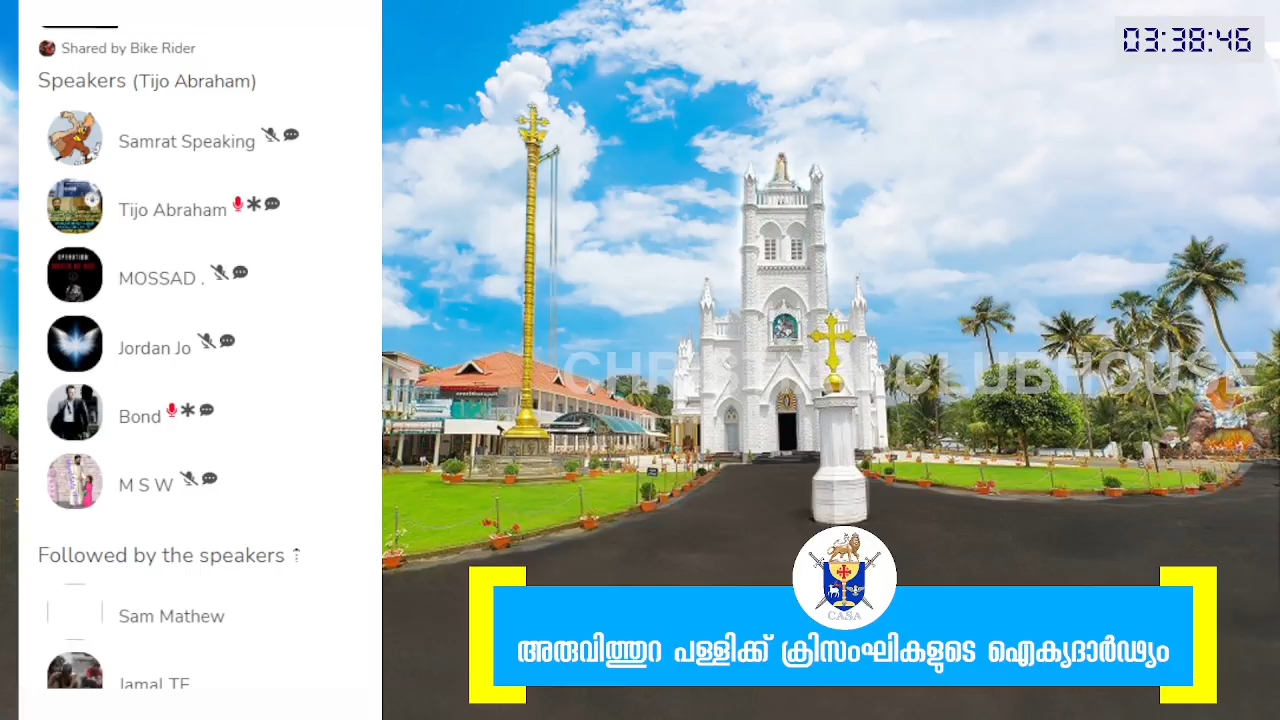 Shared by Bike Rider
Speakers (Tijo Abraham)
Samrat Speaking
Tijo Abraham
MOSSAD .
Jordan Jo
Bond
M S W
Followed by the speakers
Sam Mathew
Jamal TE
03:38:46
CLUBHOUSE
CASA
അരുവിത്തുറ പള്ളിക്ക് ക്രിസംഘികളുടെ ഐക്യദാർഢ്യം